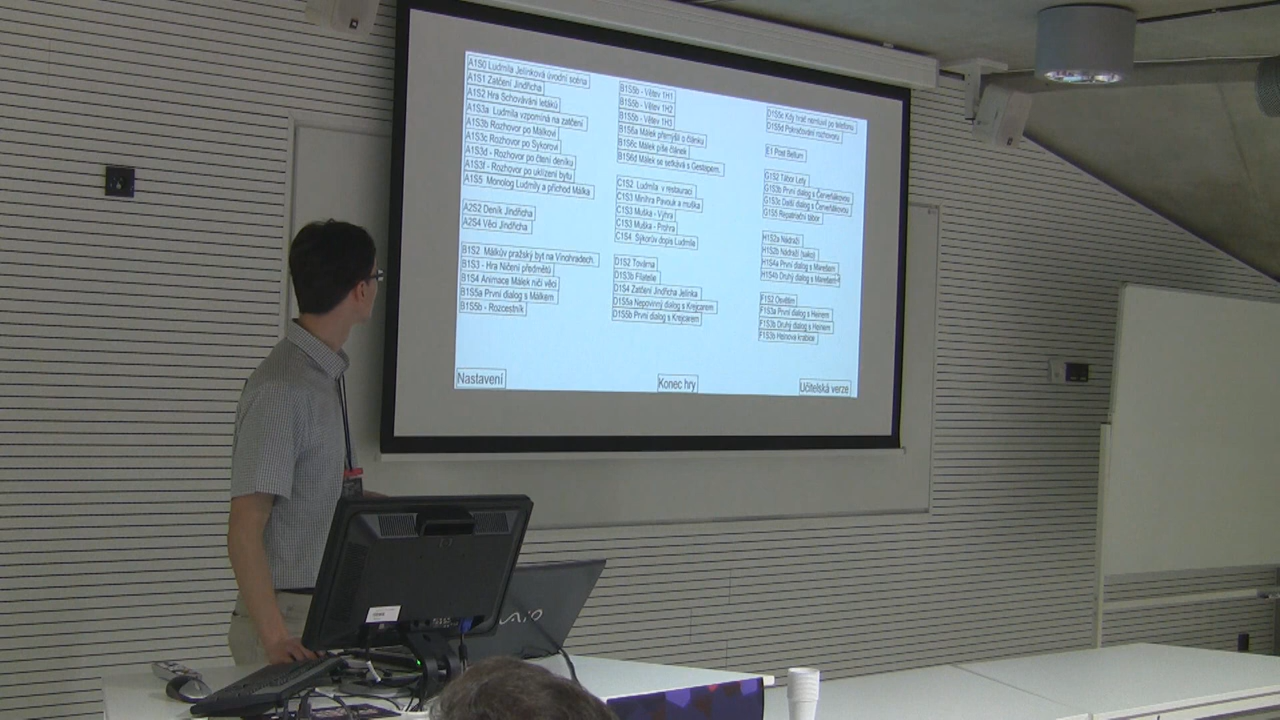 A1S0 Ludmila Jelínková úvodní scéna
A1S1 Zatčení Jindřicha
A1S2 Hra Schovávání letáků
A1S3a Ludmila vzpomíná na zatčení
A1S3b Rozhovor po Málkovi
A1S3c Rozhovor po Sýkorovi
A1S3d - Rozhovor po čtení deníku
A1S3f - Rozhovor po uklizení bytu
A1S5 Monolog Ludmily a příchod Málka
A2S2 Deník Jindřicha
A2S4 Věci Jindřicha
B1S2 Málkův pražský byt na Vinohradech.
B1S3 - Hra Ničení předmětů
B1S4 Animace Málek ničí věci
B1S5a První dialog s Málkem
B1S5b - Rozcestník
B1S5b - Větev 1H1
B1S5b - Větev 1H2
B1S5b - Větev 1H3
B1S6a Málek přemýšlí o článku
B1S6c Málek píše článek
B1S6d Málek se setkává s Gestapem.
C1S2 Ludmila v restauraci
C1S3 Minihra Pavouk a muška
C1S3 Muška - Výhra
C1S3 Muška - Prohra
C1S4 Sýkorův dopis Ludmile
D1S2 Továrna
D1S3b Filatelie
D1S4 Zatčení Jindřicha Jelínka
D1S5a Nepovinný dialog s Krejcarem
D1S5b První dialog s Krejcarem
D1S5c Kdy hráč nemluví po telefonu
D1S5d Pokračování rozhovoru
E1 Post Bellum
G1S2 Tábor Lety
G1S3b První dialog s Červeňákovou
G1S3c Další dialog s Červeňákovou
G1S5 Repatriační tábor
H1S2a Nádraží
H1S2b Nádraží
H1S4a První dialog s Marešem
H1S4b Druhý dialog s Marešem
F1S2 Osvětim
F1S3a První dialog s Heinem
F1S3b Druhý dialog s Heinem
F1S3b Heinova krabice
Nastavení
Konec hry
Učitelská verze
VAIO